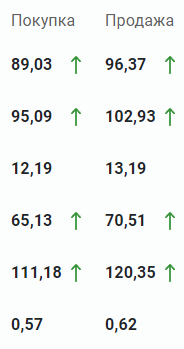 Покупка Продажа
89,03 ↑ 96,37 ↑
95,09 ↑ 102,93 ↑
12,19 13,19
65,13 ↑ 70,51 ↑
111,18 ↑ 120,35 ↑
0,57 0,62